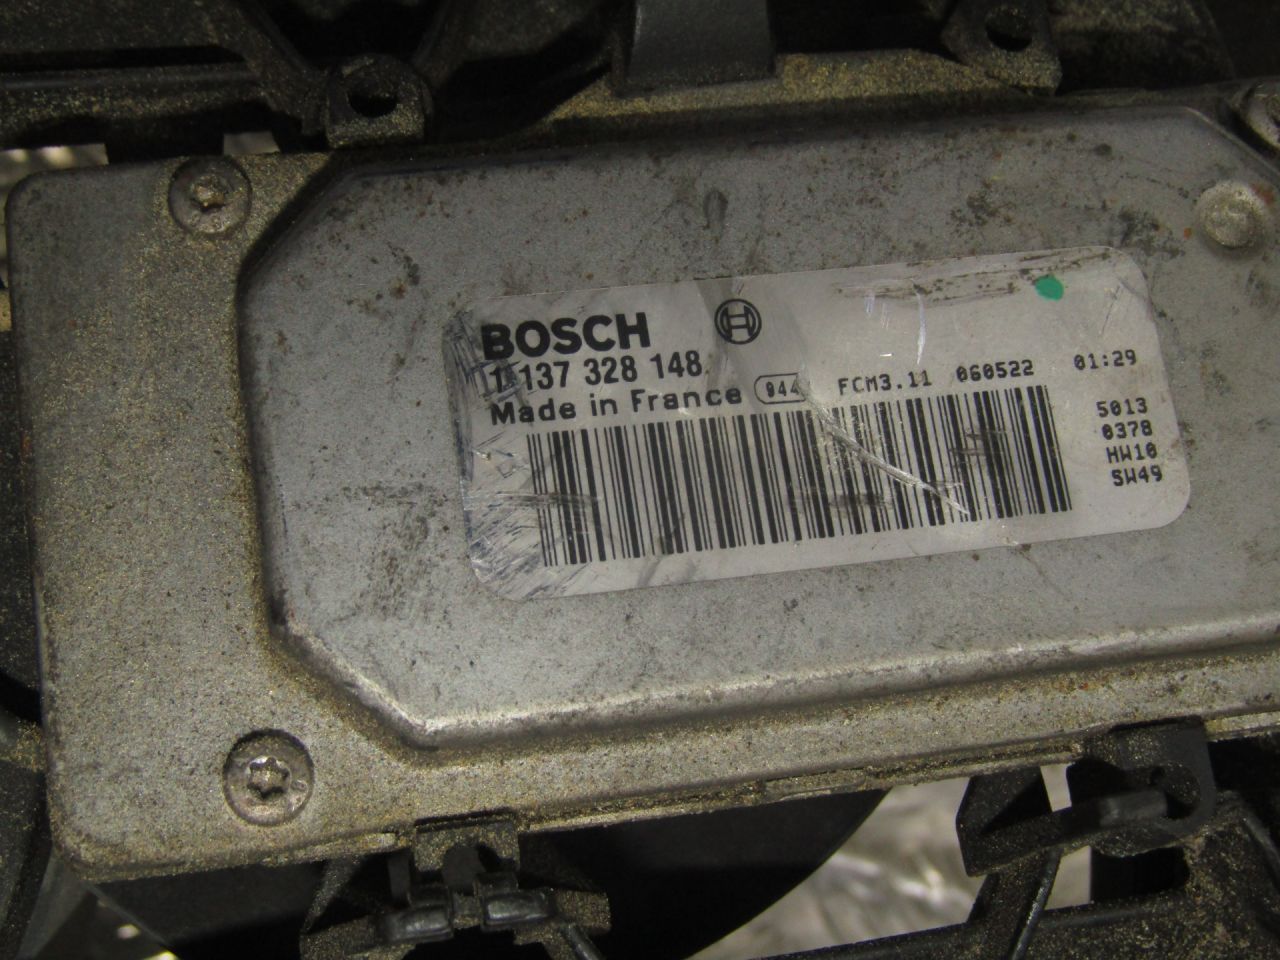 BOSCH
1 137 328 148
Made in France 944 FCM3.11 060522 01:29
5013
0378
HW10
SW49